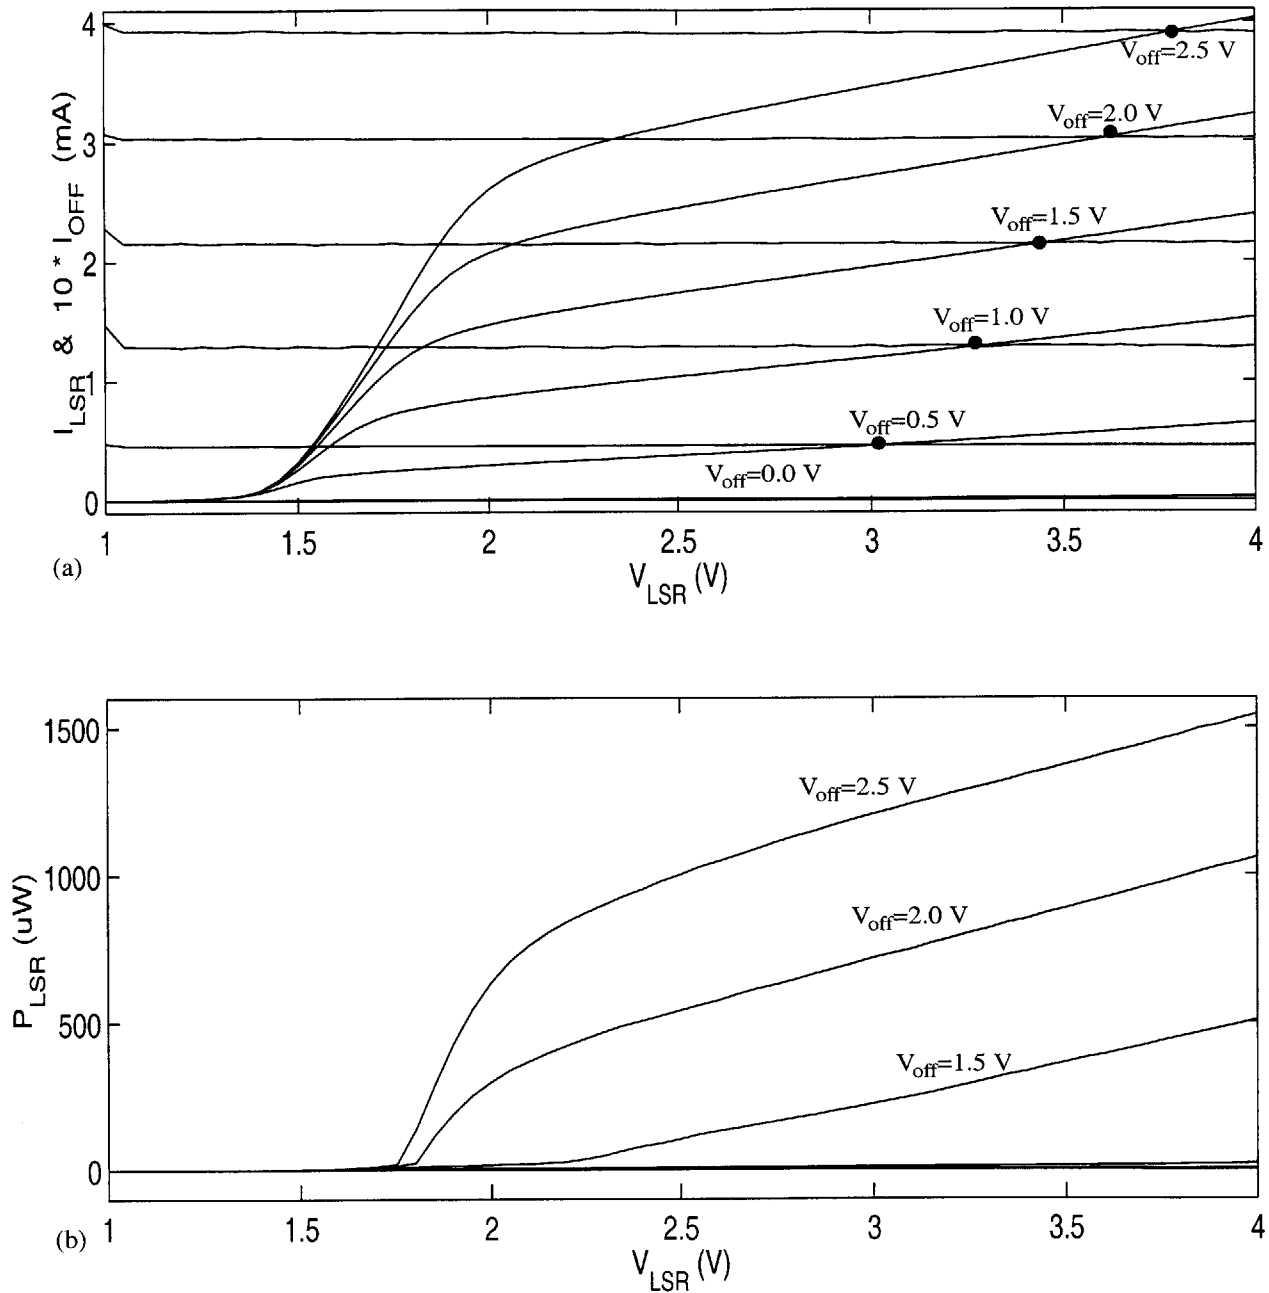 4
3
2
1
0
I_LSR & 10 * I_OFF (mA)
V_off=2.5 V
V_off=2.0 V
V_off=1.5 V
V_off=1.0 V
V_off=0.5 V
V_off=0.0 V
1 1.5 2 2.5 3 3.5 4
(a)
V_LSR (V)
1500
1000
500
0
P_LSR (uW)
V_off=2.5 V
V_off=2.0 V
V_off=1.5 V
1 1.5 2 2.5 3 3.5 4
(b)
V_LSR (V)